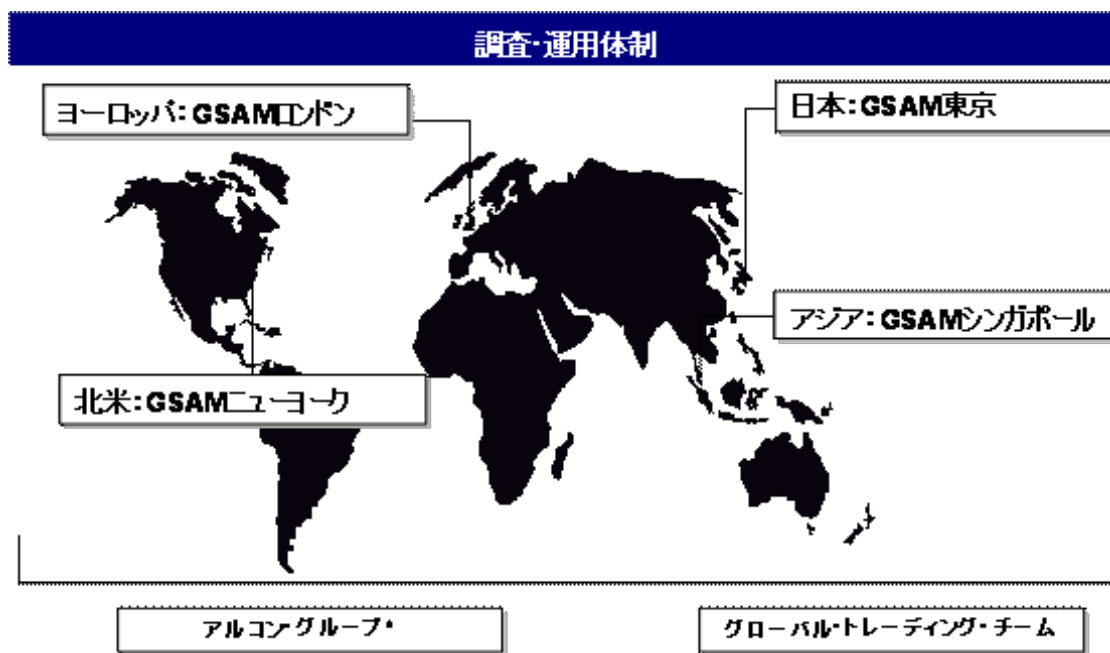 調査・運用体制
ヨーロッパ：GSAMロンドン
日本：GSAM東京
アジア：GSAMシンガポール
北米：GSAMニューヨーク
アルコン・グループ*
グローバル・トレーディング・チーム